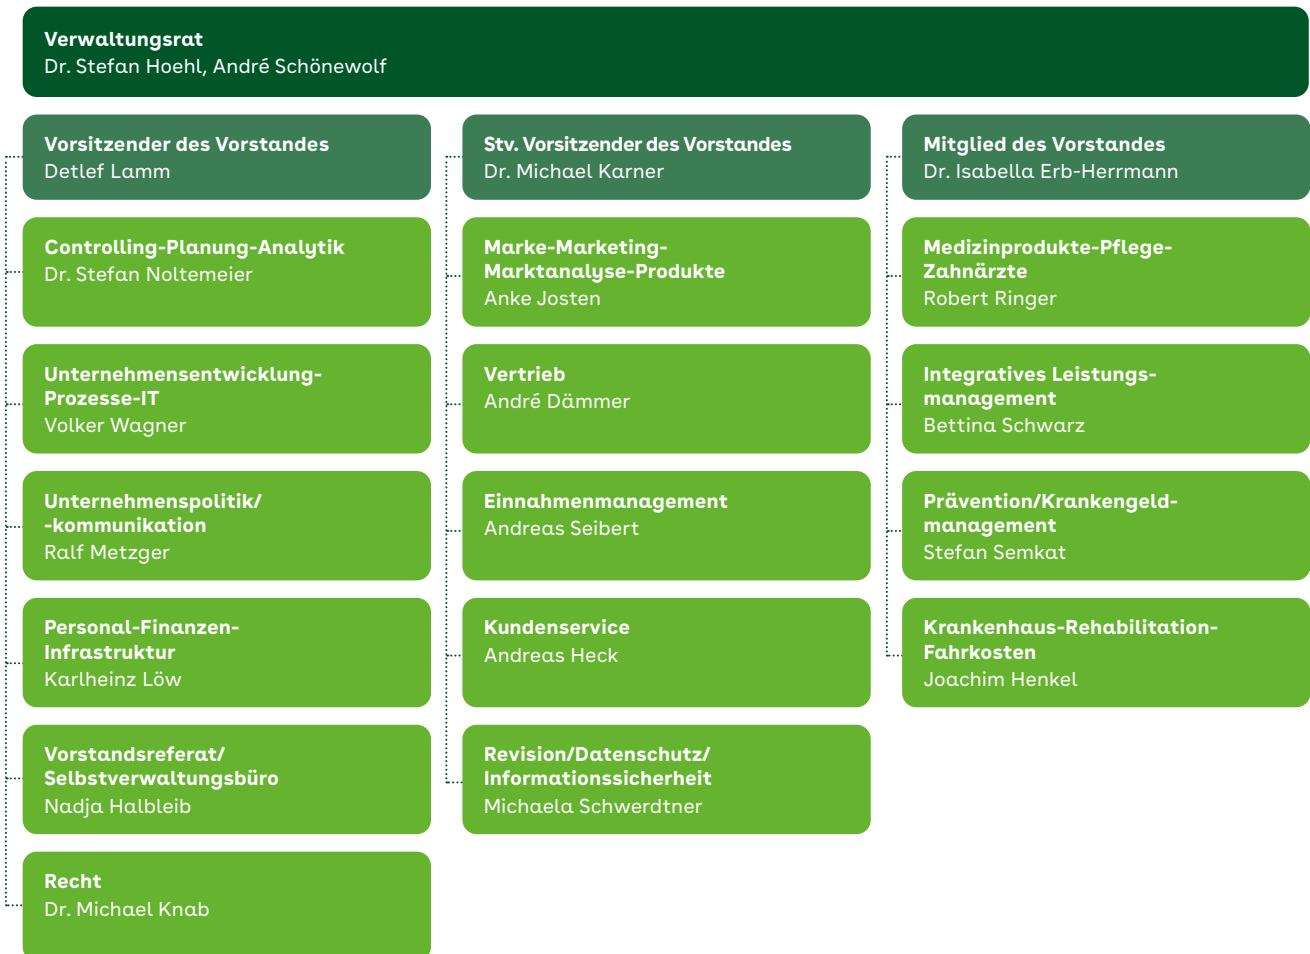 Verwaltungsrat
Dr. Stefan Hoehl, André Schönewolf
Vorsitzender des Vorstandes
Detlef Lamm
Controlling-Planung-Analytik
Dr. Stefan Noltemeier
Unternehmensentwicklung-
Prozesse-IT
Volker Wagner
Unternehmenspolitik/
-kommunikation
Ralf Metzger
Personal-Finanzen-
Infrastruktur
Karlheinz Löw
Vorstandsreferat/
Selbstverwaltungsbüro
Nadja Halbleib
Recht
Dr. Michael Knab
Stv. Vorsitzender des Vorstandes
Dr. Michael Karner
Marke-Marketing-
Marktanalyse-Produkte
Anke Josten
Vertrieb
André Dämmer
Einnahmenmanagement
Andreas Seibert
Kundenservice
Andreas Heck
Revision/Datenschutz/
Informationssicherheit
Michaela Schwerdtner
Mitglied des Vorstandes
Dr. Isabella Erb-Herrmann
Medizinprodukte-Pflege-
Zahnärzte
Robert Ringer
Integratives Leistungs-
management
Bettina Schwarz
Prävention/Krankengeld-
management
Stefan Semkat
Krankenhaus-Rehabilitation-
Fahrkosten
Joachim Henkel